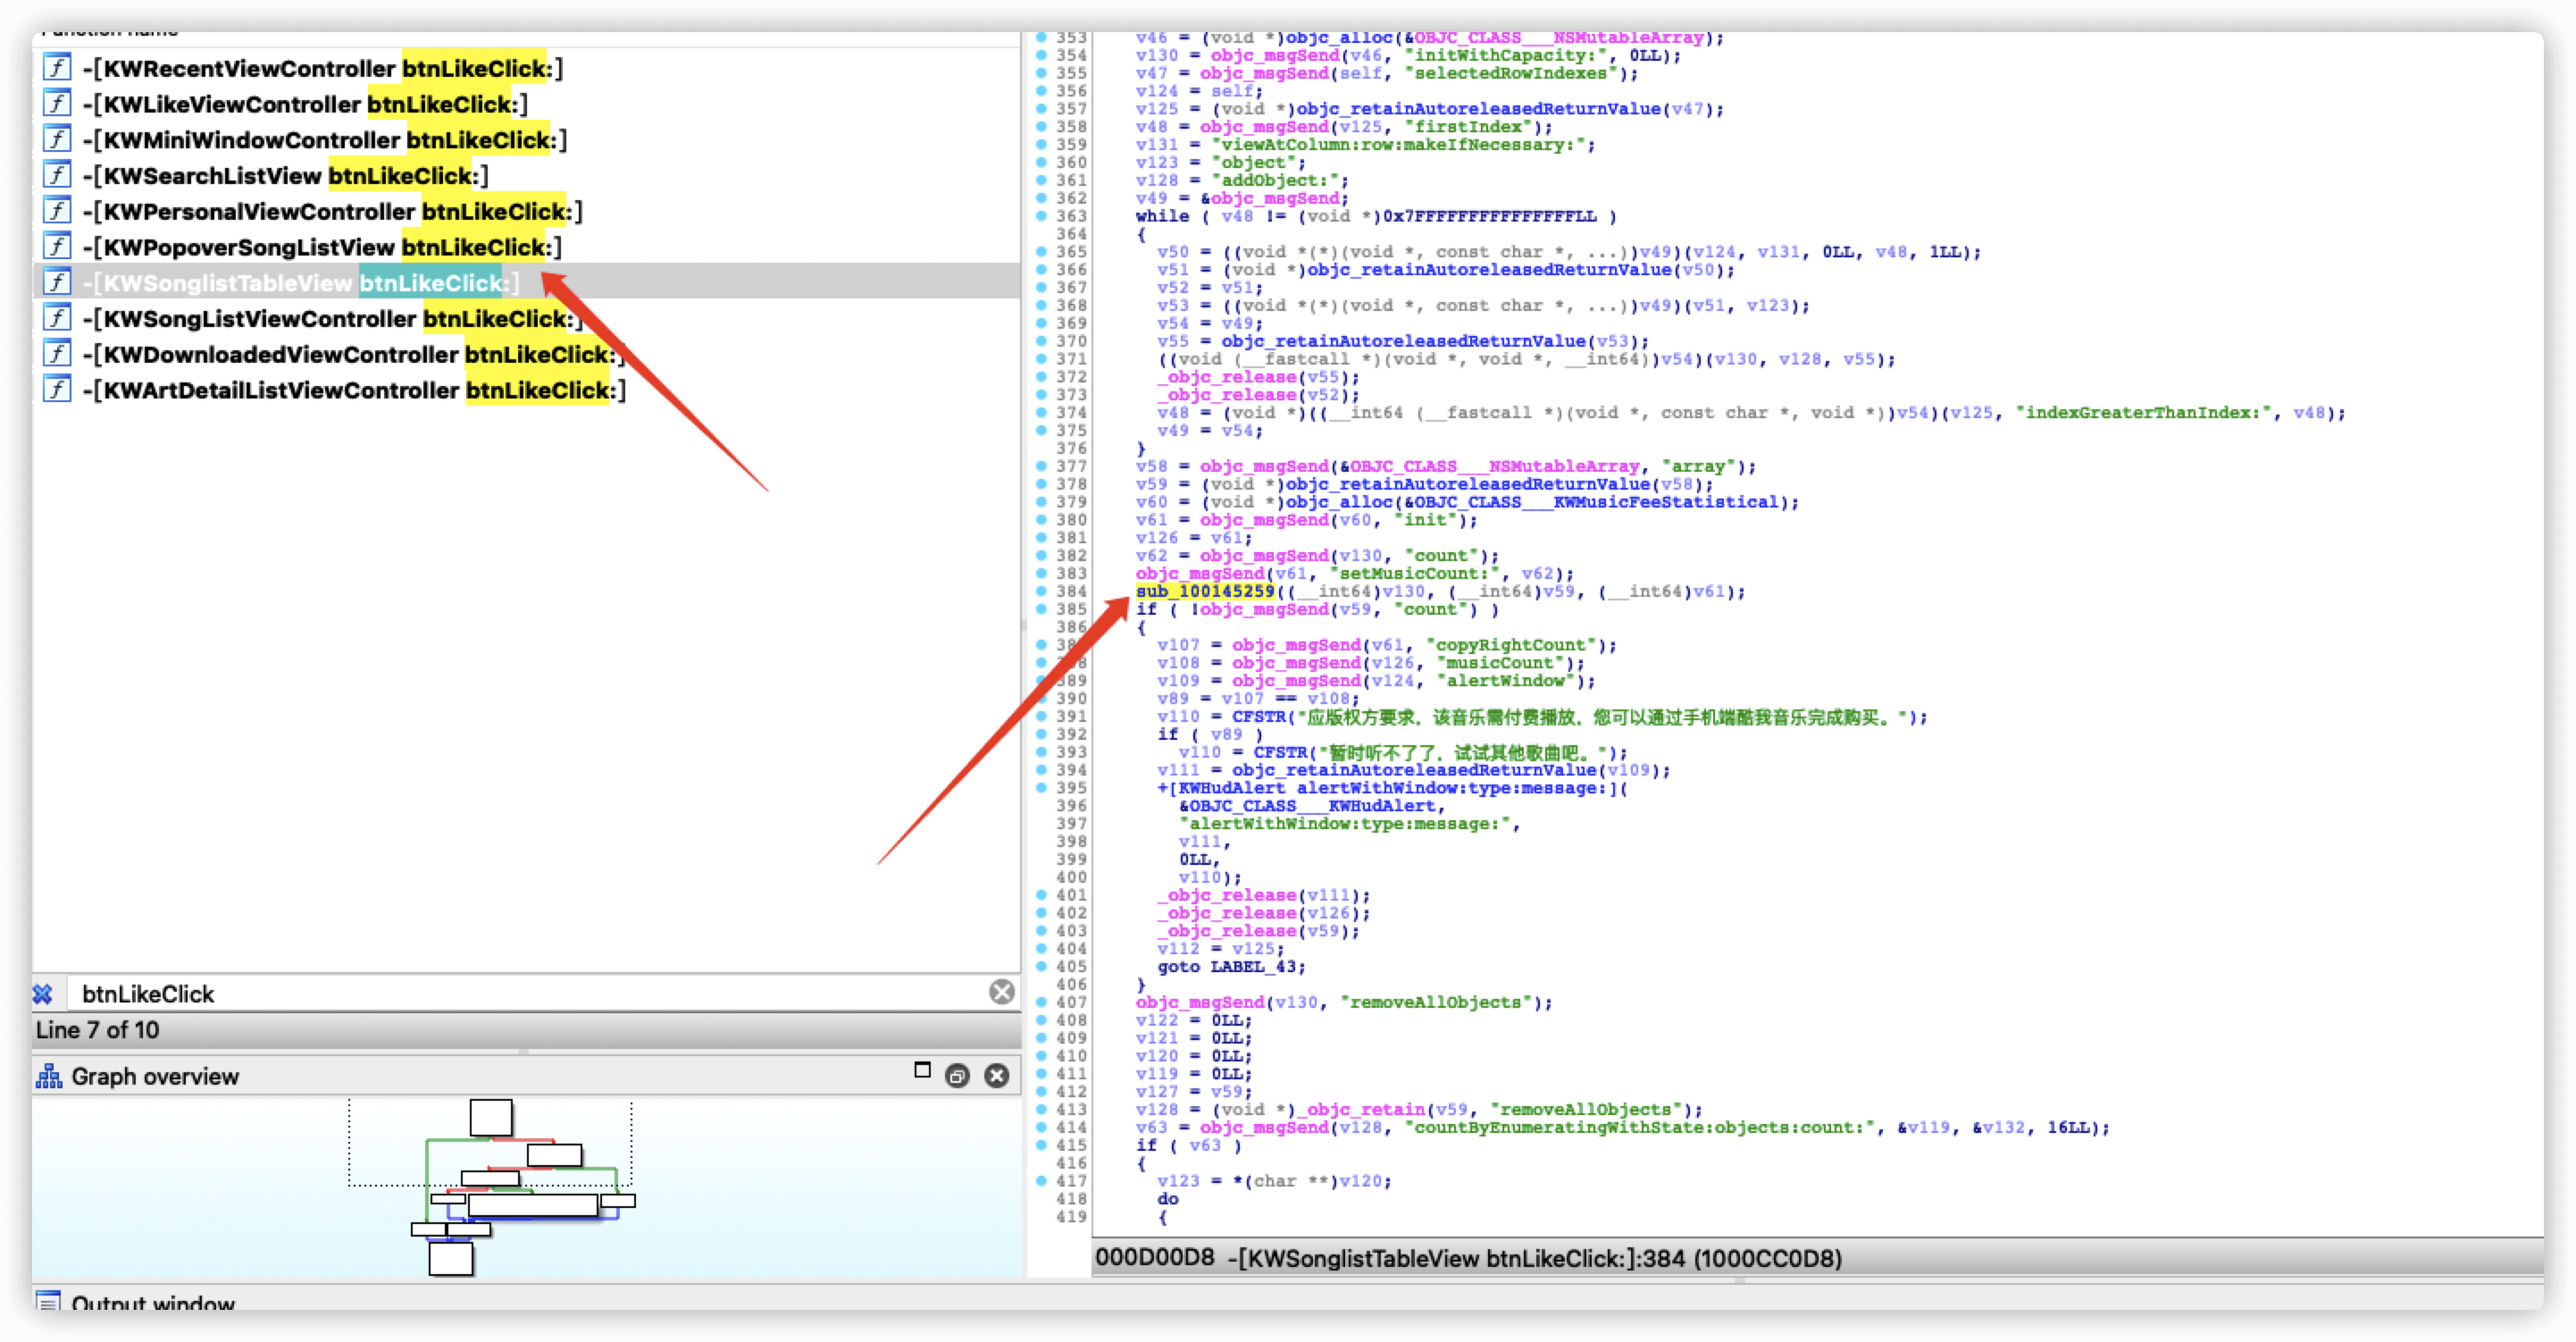 Function name
-[KWRecentViewController btnLikeClick:]
-[KWLikeViewController btnLikeClick:]
-[KWMiniWindowController btnLikeClick:]
-[KWSearchListView btnLikeClick:]
-[KWPersonalViewController btnLikeClick:]
-[KWPopoverSongListView btnLikeClick:]
-[KWSonglistTableView btnLikeClick:]
-[KWSongListViewController btnLikeClick:]
-[KWDownloadedViewController btnLikeClick:]
-[KWArtDetailListViewController btnLikeClick:]
btnLikeClick
Line 7 of 10
Graph overview
Output window
353 v46 = (void *)objc_alloc(&OBJC_CLASS___NSMutableArray);
354 v130 = objc_msgSend(v46, "initWithCapacity:", 0LL);
355 v47 = objc_msgSend(self, "selectedRowIndexes");
356 v124 = self;
357 v125 = (void *)objc_retainAutoreleasedReturnValue(v47);
358 v48 = objc_msgSend(v125, "firstIndex");
359 v131 = "viewAtColumn:row:makeIfNecessary:";
360 v123 = "object";
361 v128 = "addObject:";
362 v49 = &objc_msgSend;
363 while ( v48 != (void *)0x7FFFFFFFFFFFFFFFLL )
364 {
365 v50 = ((void *(*)(void *, const char *, ...))v49)(v124, v131, 0LL, v48, 1LL);
366 v51 = (void *)objc_retainAutoreleasedReturnValue(v50);
367 v52 = v51;
368 v53 = ((void *(*)(void *, const char *, ...))v49)(v51, v123);
369 v54 = v49;
370 v55 = objc_retainAutoreleasedReturnValue(v53);
371 ((void (__fastcall *)(void *, void *, __int64))v54)(v130, v128, v55);
372 _objc_release(v55);
373 _objc_release(v52);
374 v48 = (void *)((__int64 (__fastcall *)(void *, const char *, void *))v54)(v125, "indexGreaterThanIndex:", v48);
375 v49 = v54;
376 }
377 v58 = objc_msgSend(&OBJC_CLASS___NSMutableArray, "array");
378 v59 = (void *)objc_retainAutoreleasedReturnValue(v58);
379 v60 = (void *)objc_alloc(&OBJC_CLASS___KWMusicFeeStatistical);
380 v61 = objc_msgSend(v60, "init");
381 v126 = v61;
382 v62 = objc_msgSend(v130, "count");
383 objc_msgSend(v61, "setMusicCount:", v62);
384 sub_100145259((__int64)v130, (__int64)v59, (__int64)v61);
385 if ( !objc_msgSend(v59, "count") )
386 {
v107 = objc_msgSend(v61, "copyRightCount");
v108 = objc_msgSend(v126, "musicCount");
389 v109 = objc_msgSend(v124, "alertWindow");
390 v89 = v107 == v108;
391 v110 = CFSTR("应版权方要求，该音乐需付费播放，您可以通过手机端酷我音乐完成购买。");
392 if ( v89 )
393 v110 = CFSTR("暂时听不了了，试试其他歌曲吧。");
394 v111 = objc_retainAutoreleasedReturnValue(v109);
395 +[KWHudAlert alertWithWindow:type:message:](
396 &OBJC_CLASS___KWHudAlert,
397 "alertWithWindow:type:message:",
398 v111,
399 0LL,
400 v110);
401 _objc_release(v111);
402 _objc_release(v126);
403 _objc_release(v59);
404 v112 = v125;
405 goto LABEL_43;
406 }
407 objc_msgSend(v130, "removeAllObjects");
408 v122 = 0LL;
409 v121 = 0LL;
410 v120 = 0LL;
411 v119 = 0LL;
412 v127 = v59;
413 v128 = (void *)_objc_retain(v59, "removeAllObjects");
414 v63 = objc_msgSend(v128, "countByEnumeratingWithState:objects:count:", &v119, &v132, 16LL);
415 if ( v63 )
416 {
417 v123 = *(char **)v120;
418 do
419 {
000D00D8 -[KWSonglistTableView btnLikeClick:]:384 (1000CC0D8)